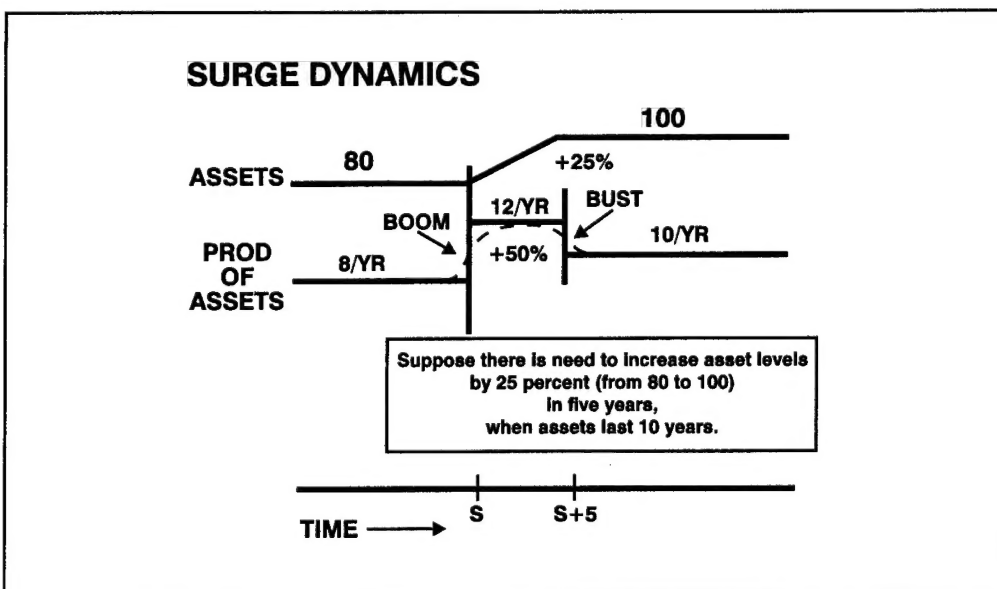 SURGE DYNAMICS
100
80
ASSETS
+25%
12/YR
BUST
BOOM
10/YR
PROD
OF
ASSETS
8/YR
+50%
Suppose there is need to increase asset levels
by 25 percent (from 80 to 100)
in five years,
when assets last 10 years.
S
S+5
TIME